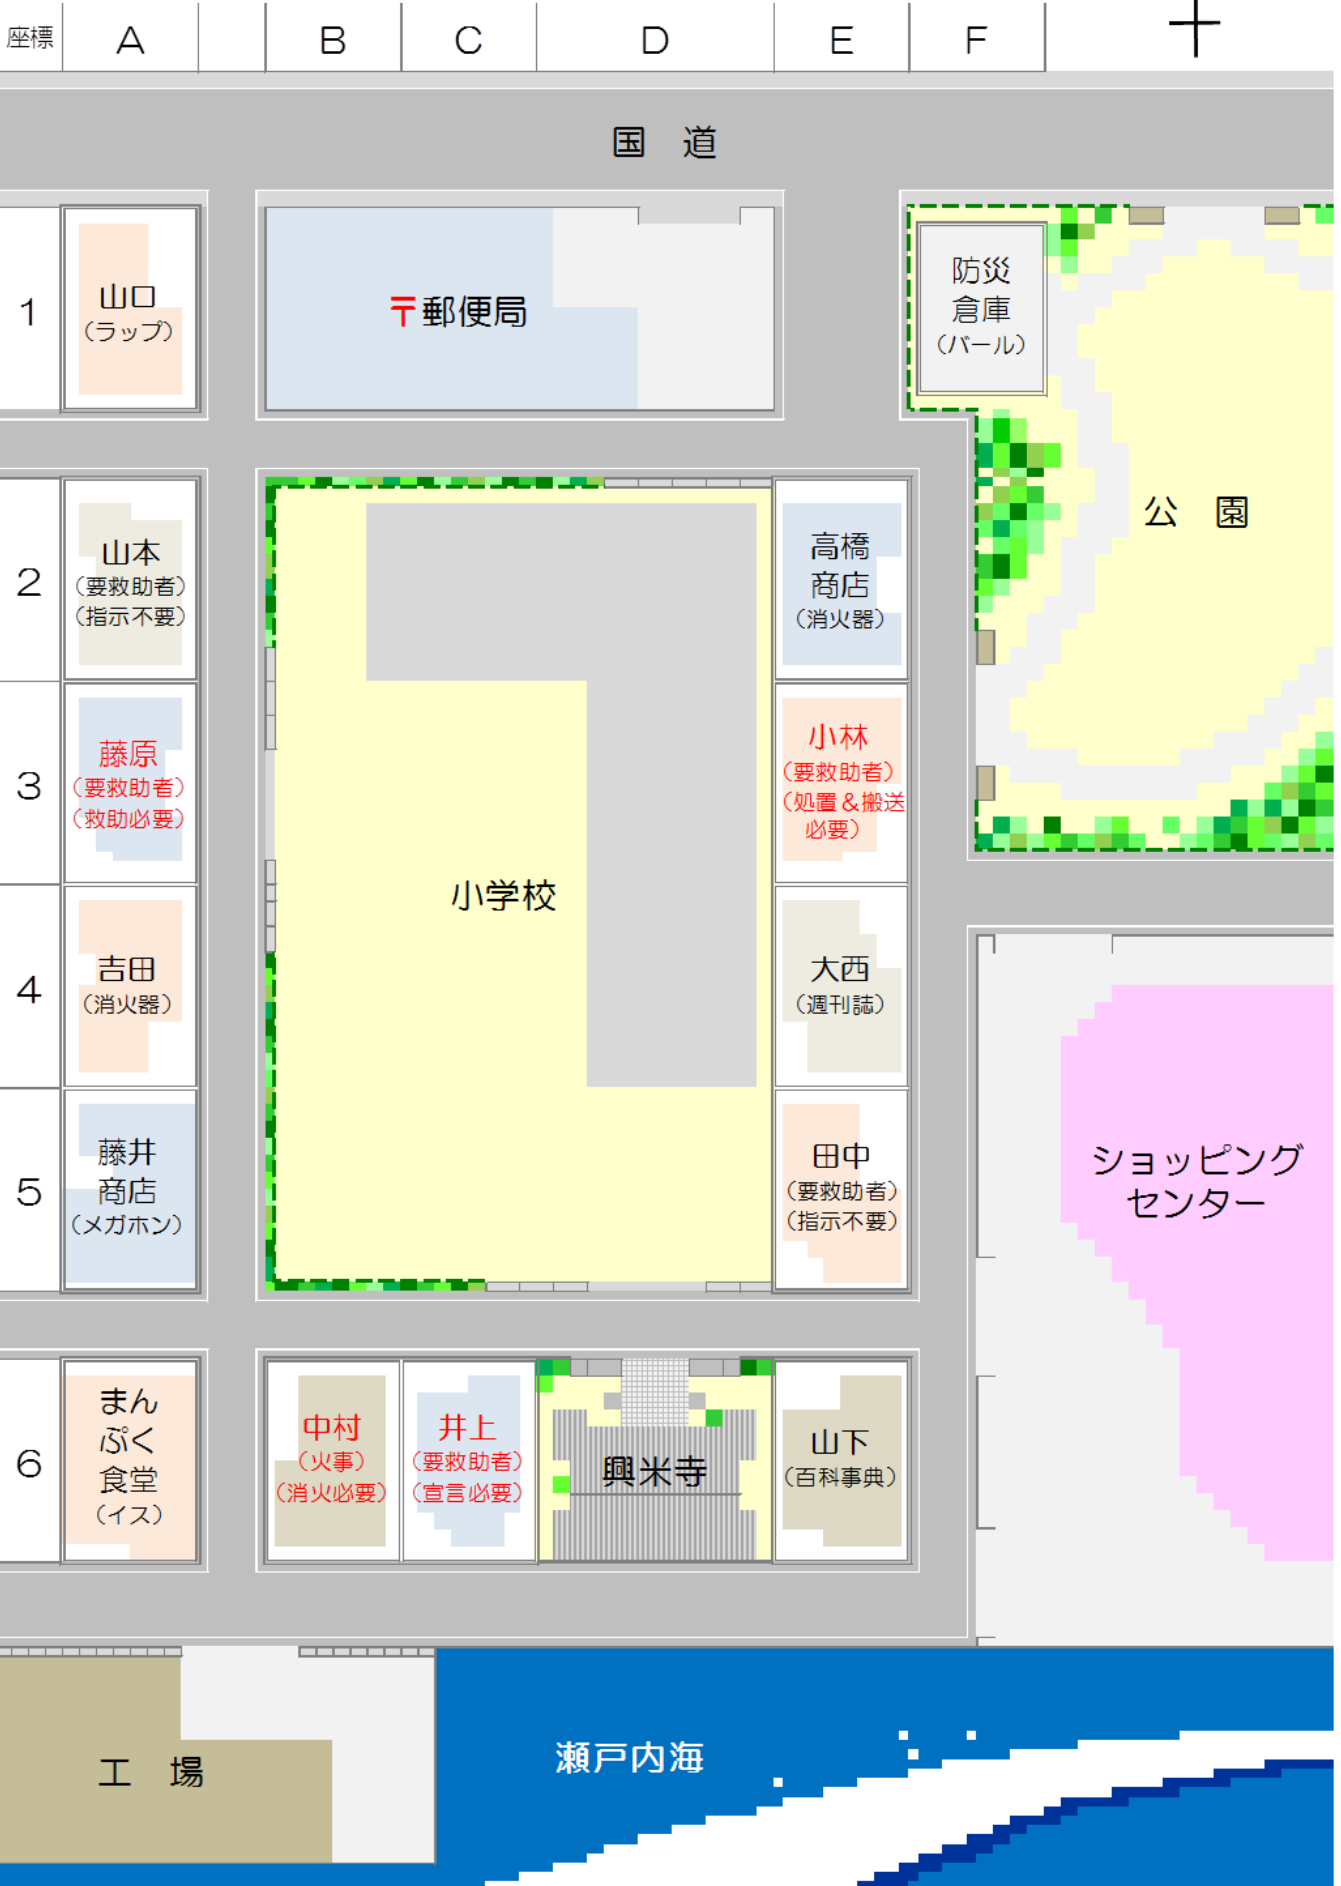 座標 A B C D E F
国 道
1
山口
（ラップ）
〒郵便局
防災
倉庫
（バール）
公 園
2
山本
（要救助者）
（指示不要）
高橋
商店
（消火器）
3
藤原
（要救助者）
（救助必要）
小林
（要救助者）
（処置＆搬送
必要）
小学校
4
吉田
（消火器）
大西
（週刊誌）
5
藤井
商店
（メガホン）
田中
（要救助者）
（指示不要）
ショッピング
センター
6
まん
ぷく
食堂
（イス）
中村
（火事）
（消火必要）
井上
（要救助者）
（宣言必要）
興米寺
山下
（百科事典）
工 場
瀬戸内海